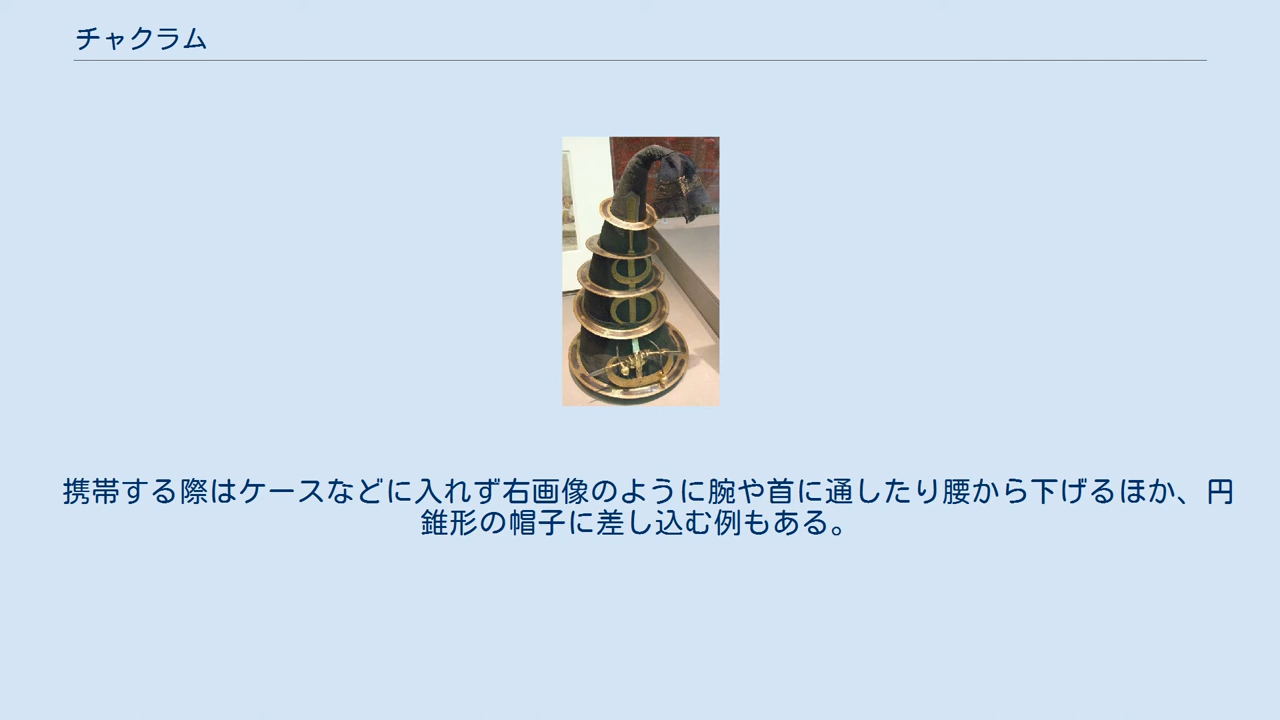 チャクラム
携帯する際はケースなどに入れず右画像のように腕や首に通したり腰から下げるほか、円
錐形の帽子に差し込む例もある。